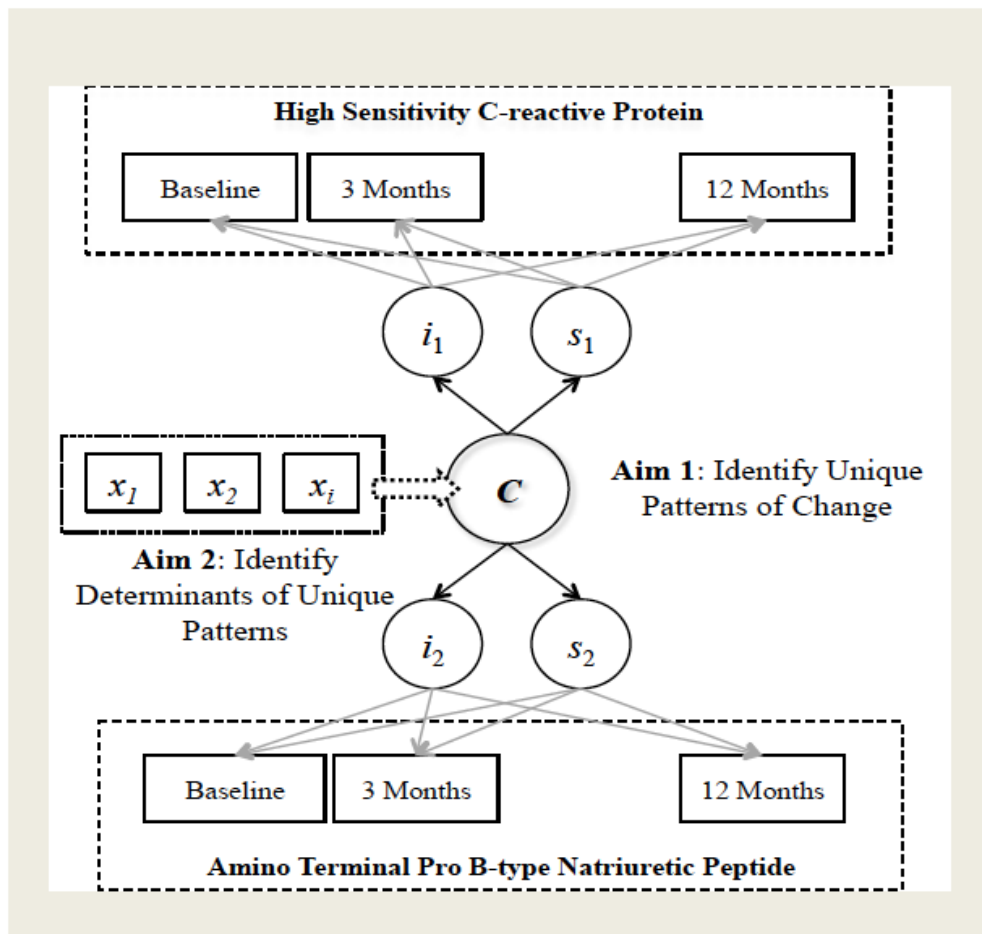 High Sensitivity C-reactive Protein
Baseline 3 Months 12 Months
i1 s1
x1 x2 xi
C
Aim 1: Identify Unique
Patterns of Change
Aim 2: Identify
Determinants of Unique
Patterns
i2 s2
Baseline 3 Months 12 Months
Amino Terminal Pro B-type Natriuretic Peptide